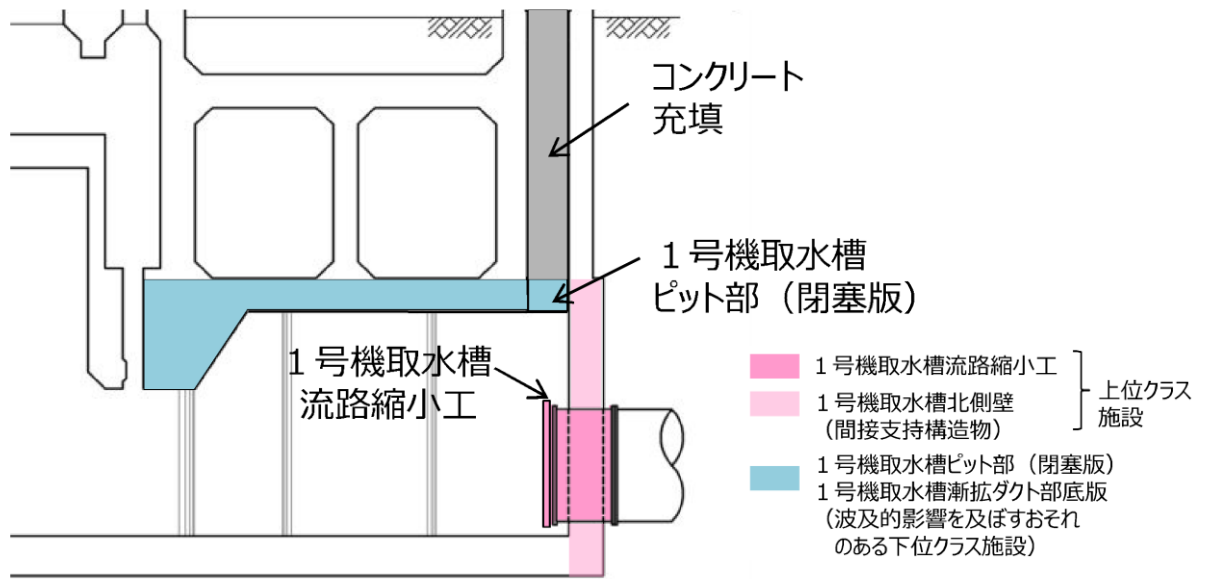 コンクリート
充填
１号機取水槽
ピット部（閉塞版）
１号機取水槽
流路縮小工
１号機取水槽流路縮小工
１号機取水槽北側壁
（間接支持構造物）
上位クラス
施設
１号機取水槽ピット部（閉塞版）
１号機取水槽漸拡ダクト部底版
（波及的影響を及ぼすおそれ
のある下位クラス施設）